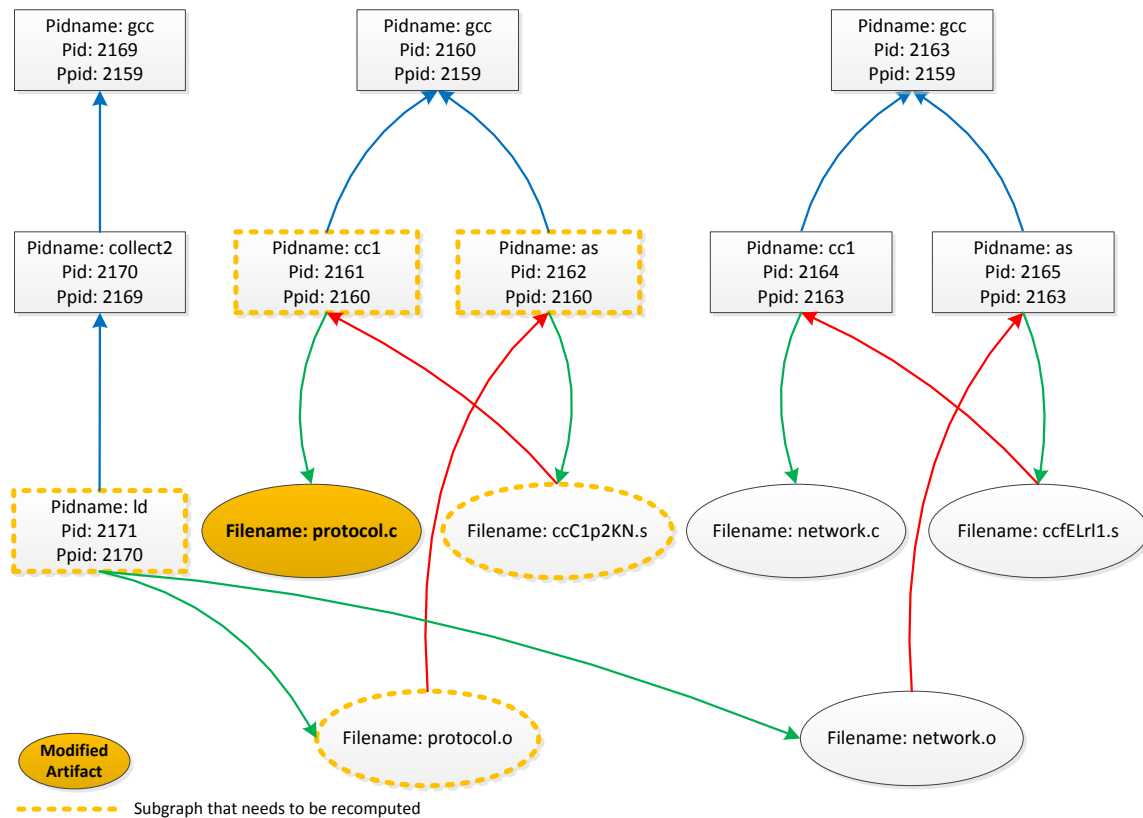 Pidname: gcc
Pid: 2169
Ppid: 2159
Pidname: gcc
Pid: 2160
Ppid: 2159
Pidname: gcc
Pid: 2163
Ppid: 2159
Pidname: collect2
Pid: 2170
Ppid: 2169
Pidname: cc1
Pid: 2161
Ppid: 2160
Pidname: as
Pid: 2162
Ppid: 2160
Pidname: cc1
Pid: 2164
Ppid: 2163
Pidname: as
Pid: 2165
Ppid: 2163
Pidname: ld
Pid: 2171
Ppid: 2170
Filename: protocol.c
Filename: ccC1p2KN.s
Filename: network.c
Filename: ccfELrl1.s
Filename: protocol.o
Filename: network.o
Modified
Artifact
Subgraph that needs to be recomputed